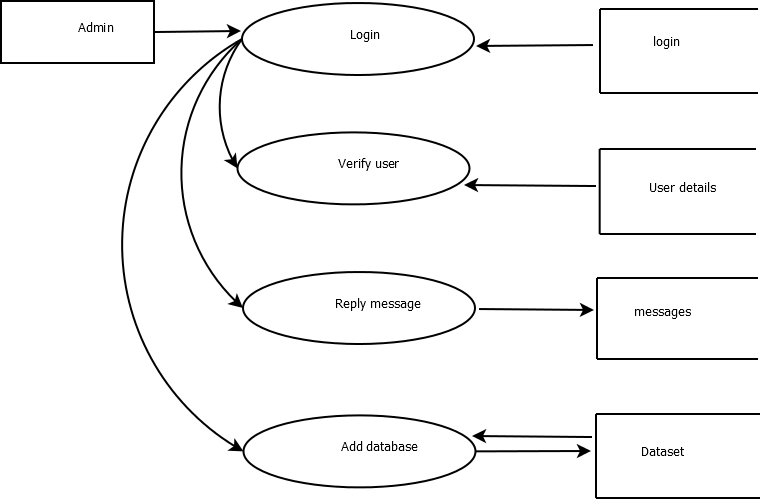 Admin
Login
login
Verify user
User details
Reply message
messages
Add database
Dataset